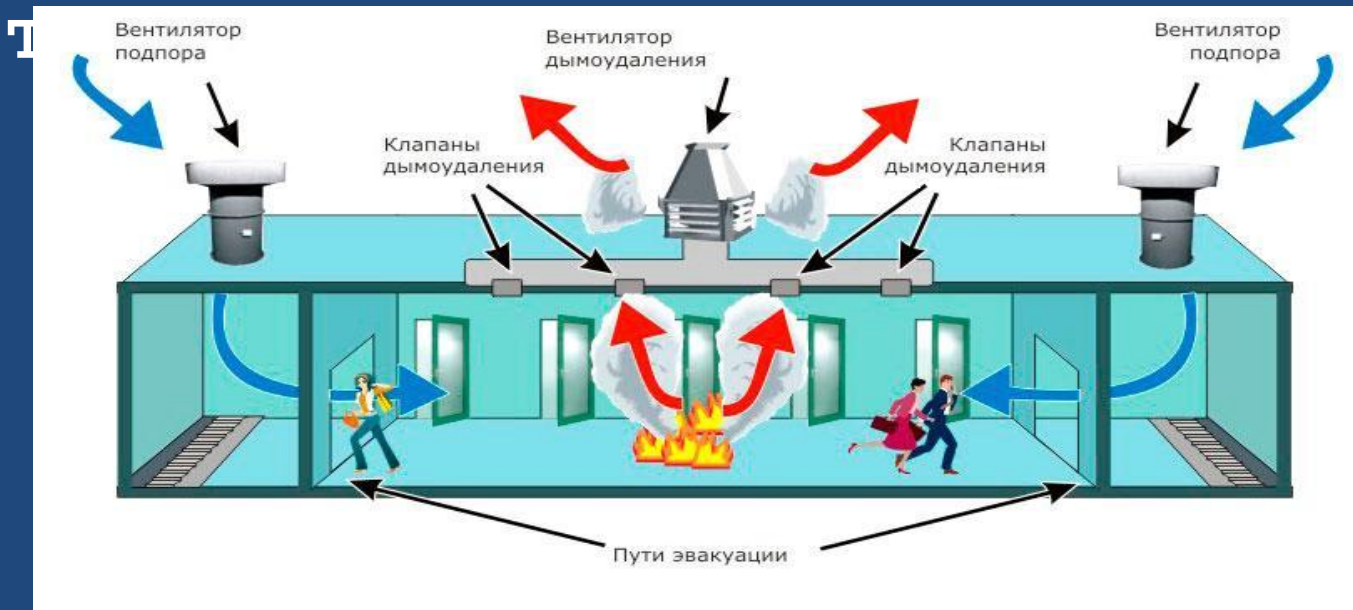 Т
Вентилятор
подпора
Вентилятор
дымоудаления
Вентилятор
подпора
Клапаны
дымоудаления
Клапаны
дымоудаления
Пути эвакуации